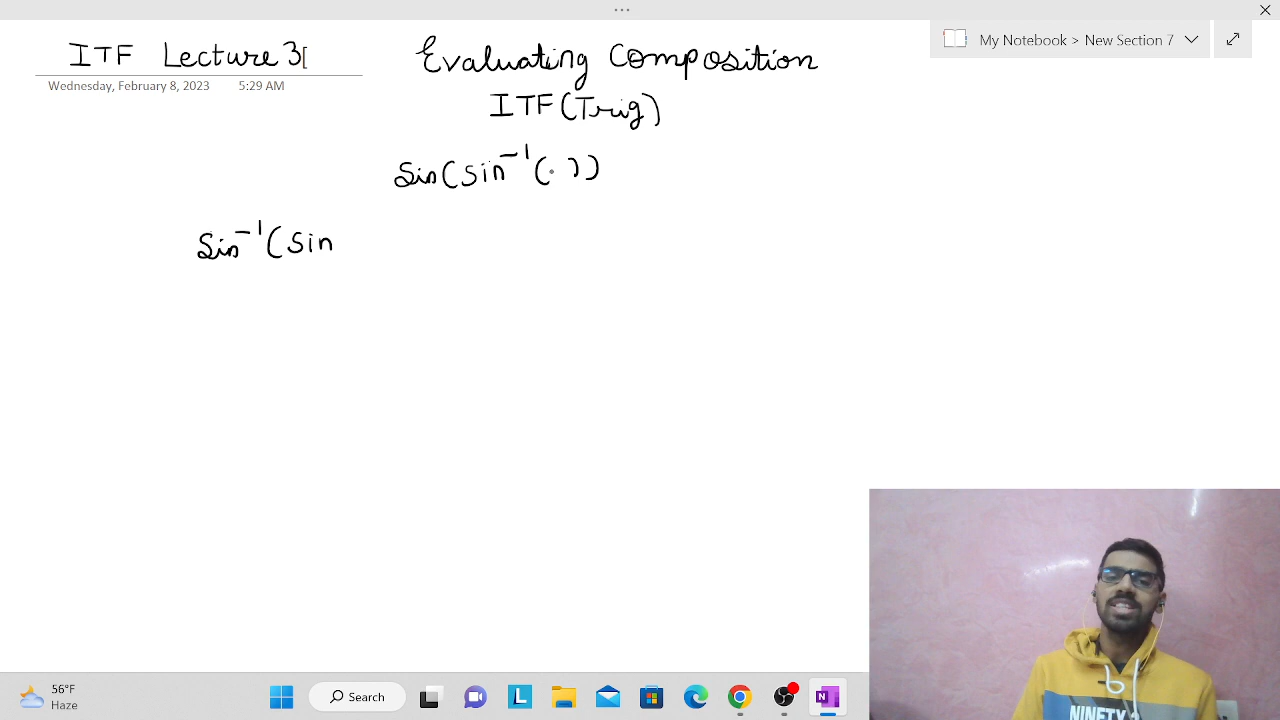 ...
ITF Lecture 3[
Evaluating Composition
My Notebook > New Section 7
Wednesday, February 8, 2023 5:29 AM
ITF(Trig)
Sin(Sin⁻¹(· ))
Sin⁻¹(Sin
NINETY
56°F
Haze
Search
L
N